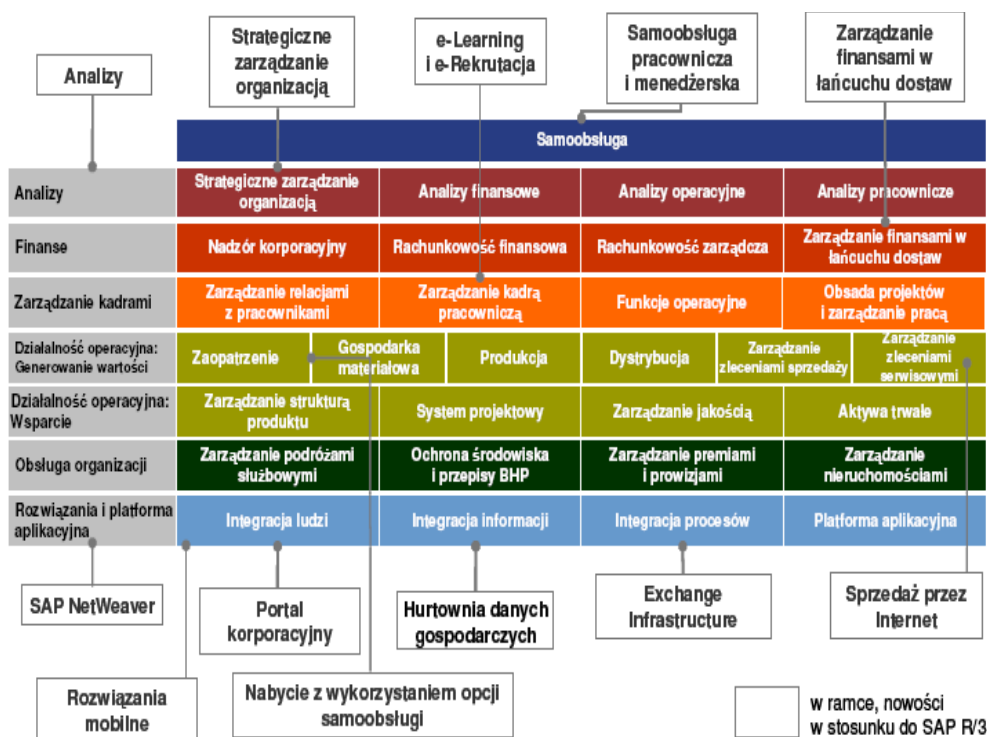 Analizy
Strategiczne
zarządzanie
organizacją
e-Learning
i e-Rekrutacja
Samoobsługa
pracownicza
i menedżerska
Zarządzanie
finansami w
łańcuchu dostaw
Samoobsługa
Analizy
Strategiczne zarządzanie
organizacją
Analizy finansowe
Analizy operacyjne
Analizy pracownicze
Finanse
Nadzór korporacyjny
Rachunkowość finansowa
Rachunkowość zarządcza
Zarządzanie finansami w
łańcuchu dostaw
Zarządzanie kadrami
Zarządzanie relacjami
z pracownikami
Zarządzanie kadrą
pracowniczą
Funkcje operacyjne
Obsada projektów
i zarządzanie pracą
Działalność operacyjna:
Generowanie wartości
Zaopatrzenie
Gospodarka
materiałowa
Produkcja
Dystrybucja
Zarządzanie
zleceniami sprzedaży
Zarządzanie
zleceniami
serwisowymi
Działalność operacyjna:
Wsparcie
Zarządzanie strukturą
produktu
System projektowy
Zarządzanie jakością
Aktywa trwałe
Obsługa organizacji
Zarządzanie podróżami
służbowymi
Ochrona środowiska
i przepisy BHP
Zarządzanie premiami
i prowizjami
Zarządzanie
nieruchomościami
Rozwiązania i platforma
aplikacyjna
Integracja ludzi
Integracja informacji
Integracja procesów
Platforma aplikacyjna
SAP NetWeaver
Portal
korporacyjny
Hurtownia danych
gospodarczych
Exchange
Infrastructure
Sprzedaż przez
Internet
Rozwiązania
mobilne
Nabycie z wykorzystaniem opcji
samoobsługi
w ramce, nowości
w stosunku do SAP R/3